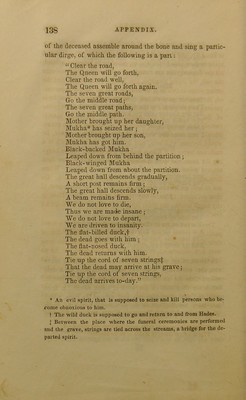 138 APPENDIX.
of the deceased assemble around the bone and sing a partic-
ular dirge, of which the following is a part:
"Clear the road,
The Queen will go forth,
Clear the road well,
The Queen will go forth again.
The seven great roads,
Go the middle road;
The seven great paths,
Go the middle path.
Mother brought up her daughter,
Mukha* has seized her;
Mother brought up her son,
Mukha has got him.
Black-backed Mukha
Leaped down from behind the partition;
Black-winged Mukha
Leaped down from about the partition.
The great hall descends gradually,
A short post remains firm;
The great hall descends slowly,
A beam remains firm.
We do not love to die,
Thus we are made insane;
We do not love to depart,
We are driven to insanity.
The flat-billed duck,†
The dead goes with him;
The flat-nosed duck,
The dead returns with him.
Tie up the cord of seven strings‡
That the dead may arrive at his grave;
Tie up the cord of seven strings,
The dead arrives to-day."
* An evil spirit, that is supposed to seize and kill persons who be-
come obnoxious to him.
† The wild duck is supposed to go and return to and from Hades.
‡ Between the place where the funeral ceremonies are performed
and the grave, strings are tied across the streams, a bridge for the de-
parted spirit.